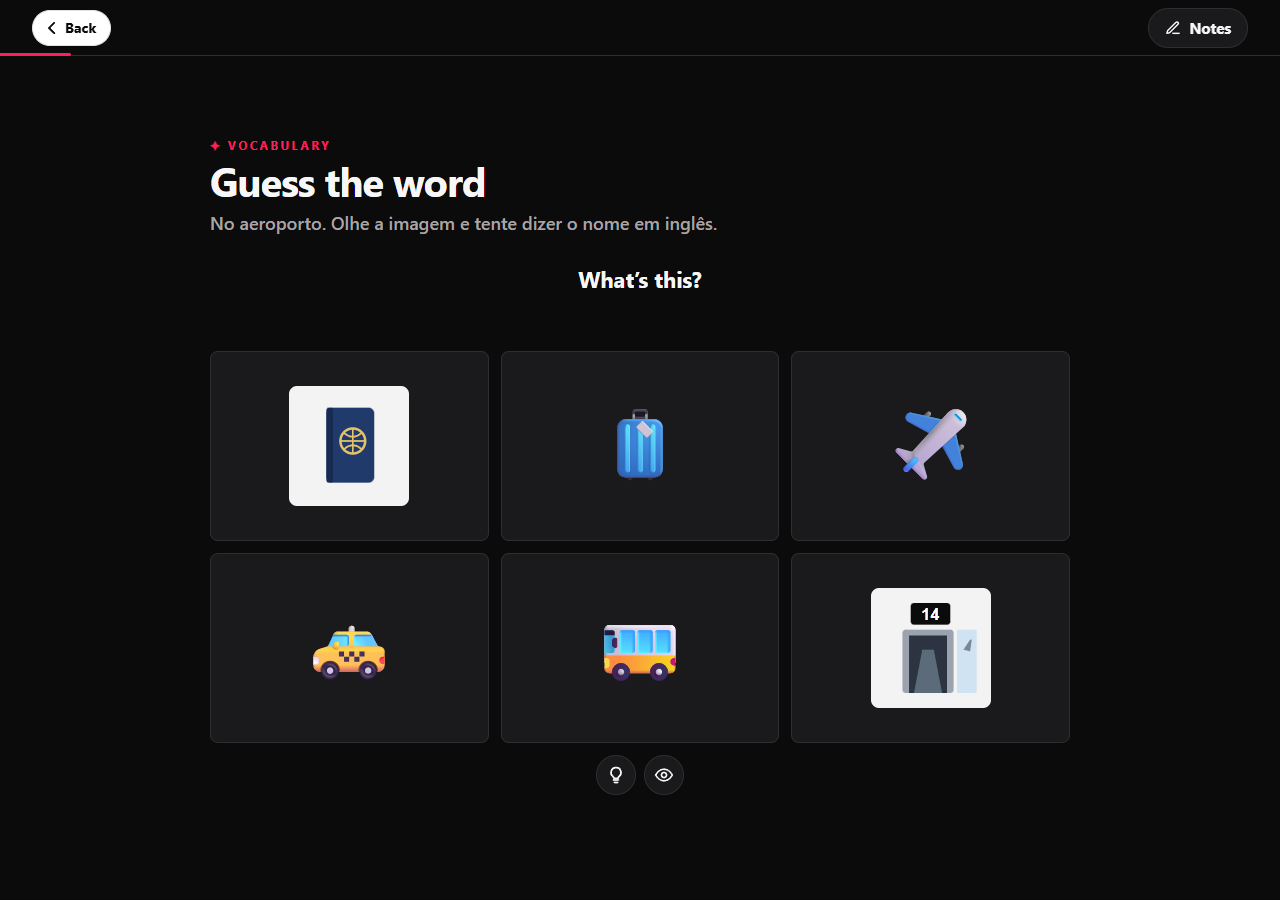 Back
Notes
VOCABULARY
Guess the word
No aeroporto. Olhe a imagem e tente dizer o nome em inglês.
What's this?
14